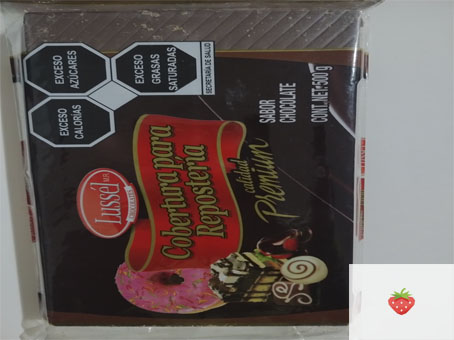 EXCESO
AZÚCARES
EXCESO
GRASAS
SATURADAS
SECRETARÍA DE SALUD
EXCESO
CALORÍAS
SABOR
CHOCOLATE
CONT.NET.500 g
Lussél
Cobertura para
Repostería
calidad
Premium